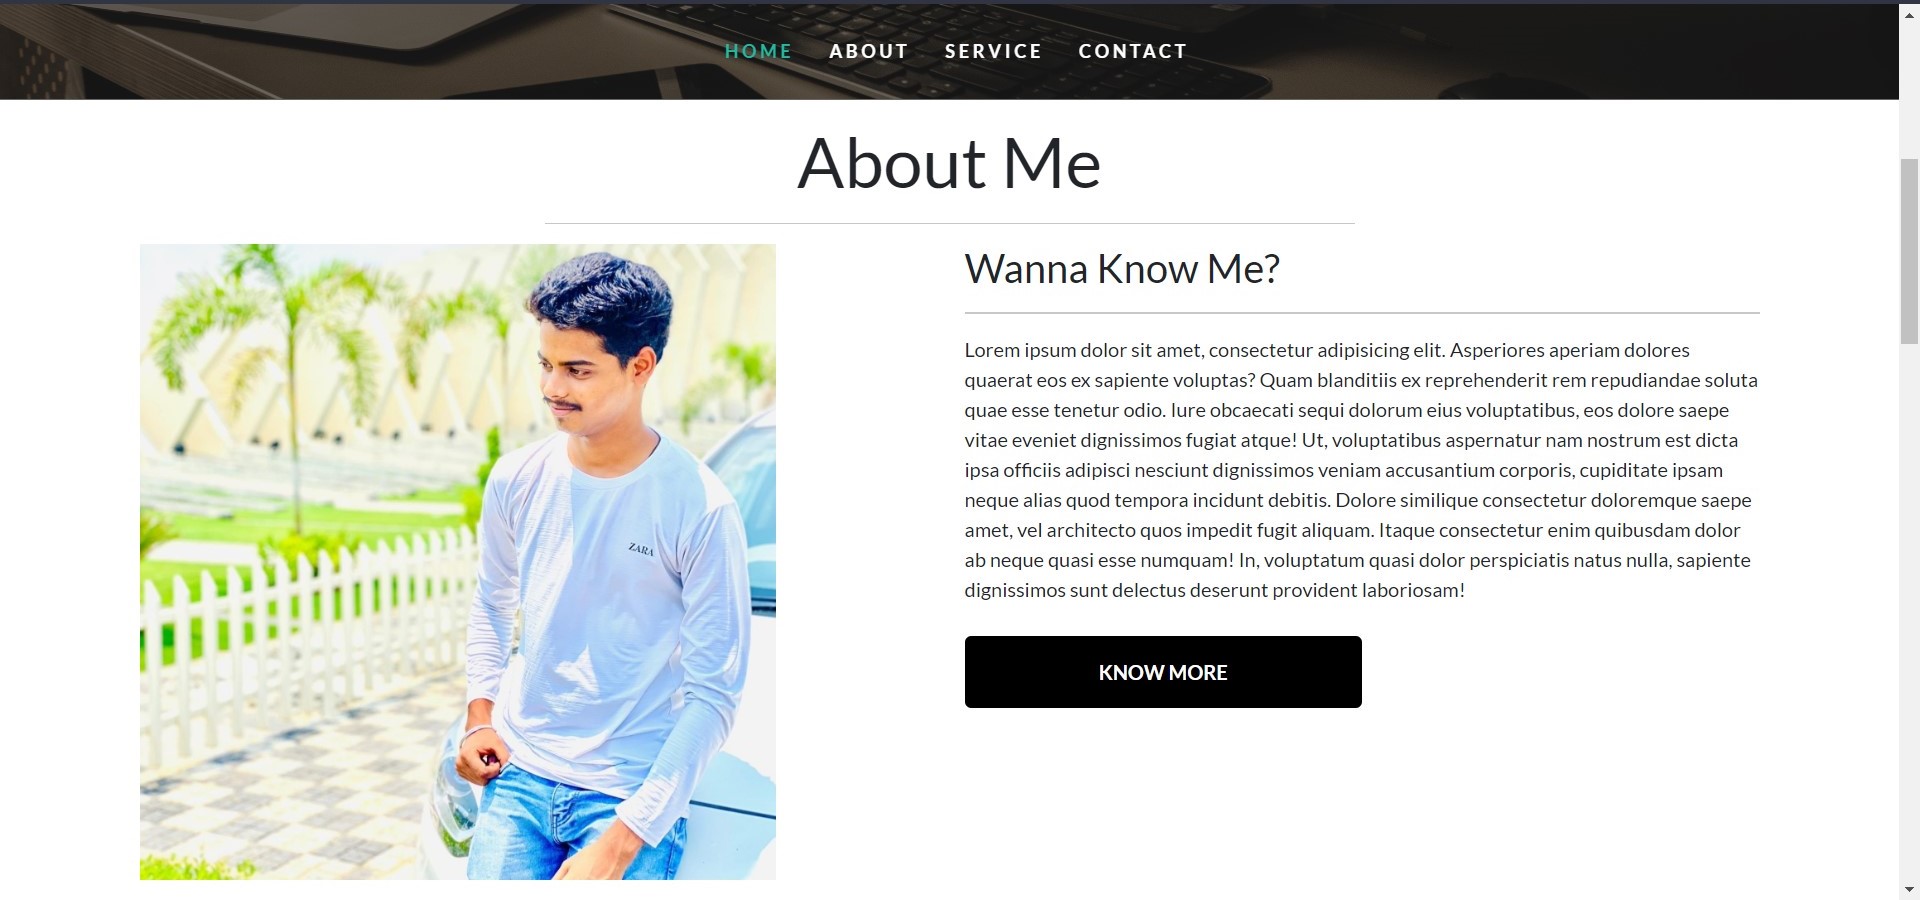 HOME ABOUT SERVICE CONTACT
About Me
Wanna Know Me?
Lorem ipsum dolor sit amet, consectetur adipisicing elit. Asperiores aperiam dolores
quaerat eos ex sapiente voluptas? Quam blanditiis ex reprehenderit rem repudiandae soluta
quae esse tenetur odio. Iure obcaecati sequi dolorum eius voluptatibus, eos dolore saepe
vitae eveniet dignissimos fugiat atque! Ut, voluptatibus aspernatur nam nostrum est dicta
ipsa officiis adipisci nesciunt dignissimos veniam accusantium corporis, cupiditate ipsam
neque alias quod tempora incidunt debitis. Dolore similique consectetur doloremque saepe
amet, vel architecto quos impedit fugit aliquam. Itaque consectetur enim quibusdam dolor
ab neque quasi esse numquam! In, voluptatum quasi dolor perspiciatis natus nulla, sapiente
dignissimos sunt delectus deserunt provident laboriosam!
KNOW MORE
ZARA